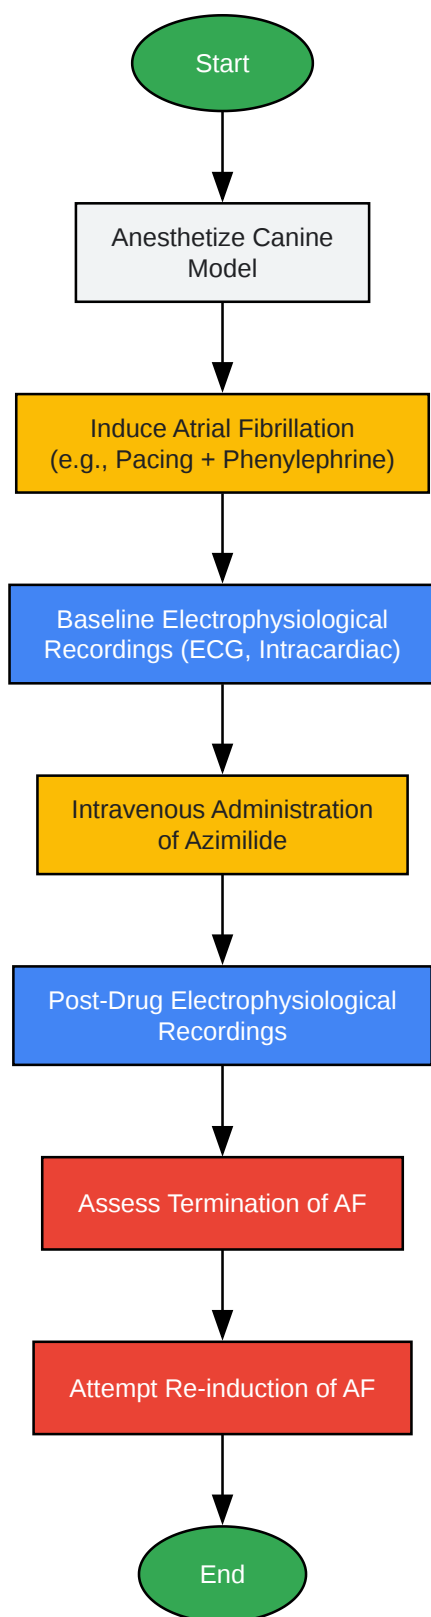 Start
Anesthetize Canine
Model
Induce Atrial Fibrillation
(e.g., Pacing + Phenylephrine)
Baseline Electrophysiological
Recordings (ECG, Intracardiac)
Intravenous Administration
of Azimilide
Post-Drug Electrophysiological
Recordings
Assess Termination of AF
Attempt Re-induction of AF
End